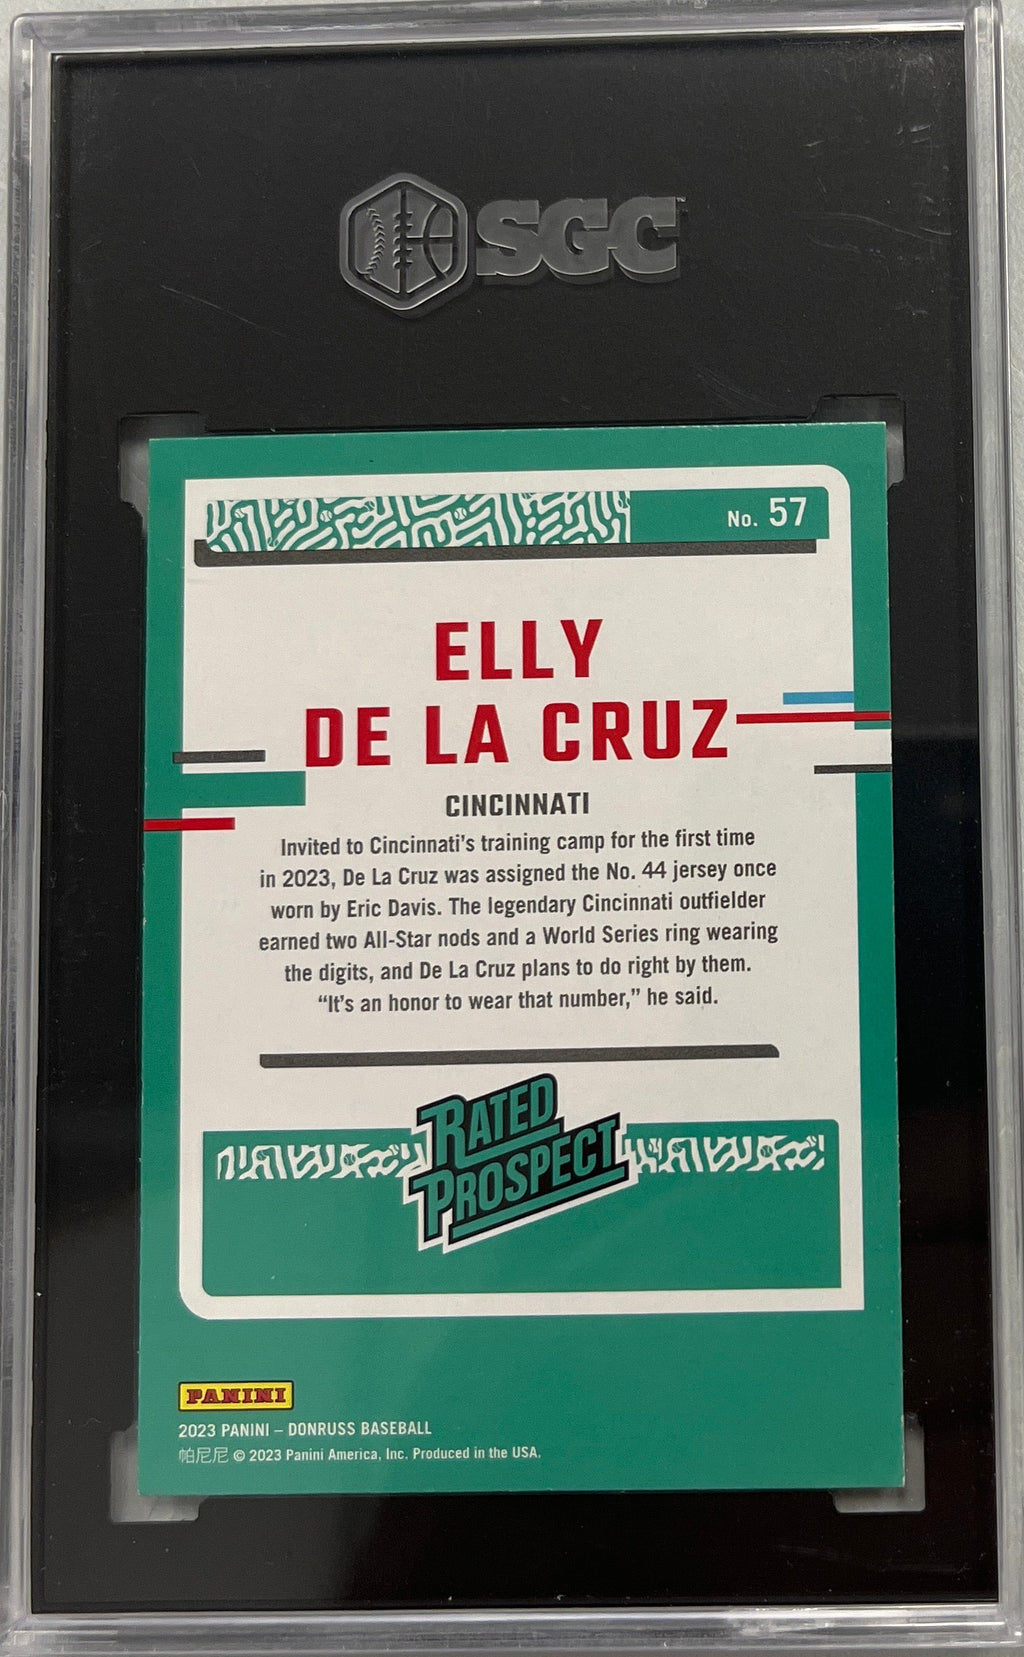 SGC
No. 57
ELLY
DE LA CRUZ
CINCINNATI
Invited to Cincinnati's training camp for the first time
in 2023, De La Cruz was assigned the No. 44 jersey once
worn by Eric Davis. The legendary Cincinnati outfielder
earned two All-Star nods and a World Series ring wearing
the digits, and De La Cruz plans to do right by them.
“It's an honor to wear that number,” he said.
RATED
PROSPECT
PANINI
2023 PANINI – DONRUSS BASEBALL
帕尼尼 © 2023 Panini America, Inc. Produced in the USA.